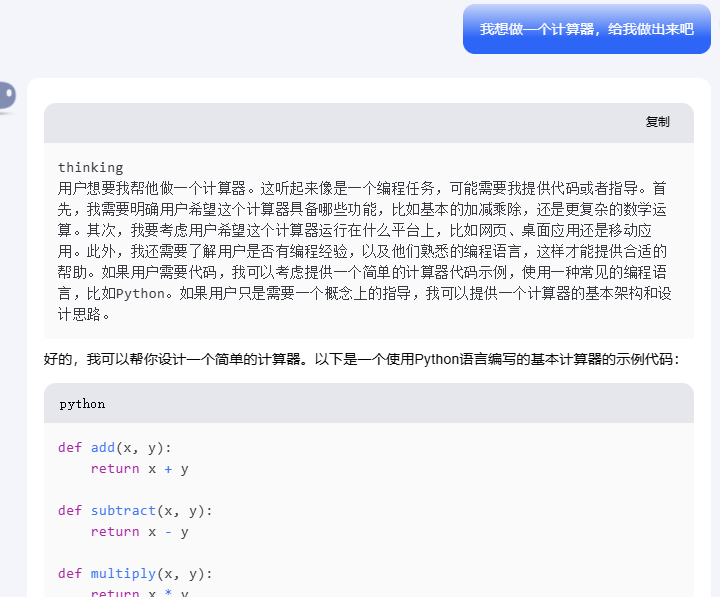 我想做一个计算器，给我做出来吧
复制
thinking
用户想要我帮他做一个计算器。这听起来像是一个编程任务，可能需要我提供代码或者指导。首
先，我需要明确用户希望这个计算器具备哪些功能，比如基本的加减乘除，还是更复杂的数学运
算。其次，我要考虑用户希望这个计算器运行在什么平台上，比如网页、桌面应用还是移动应
用。此外，我还需要了解用户是否有编程经验，以及他们熟悉的编程语言，这样才能提供合适的
帮助。如果用户需要代码，我可以考虑提供一个简单的计算器代码示例，使用一种常见的编程语
言，比如Python。如果用户只是需要一个概念上的指导，我可以提供一个计算器的基本架构和设
计思路。
好的，我可以帮你设计一个简单的计算器。以下是一个使用Python语言编写的基本计算器的示例代码：
python
def add(x, y):
    return x + y
def subtract(x, y):
    return x - y
def multiply(x, y):
    return x * y